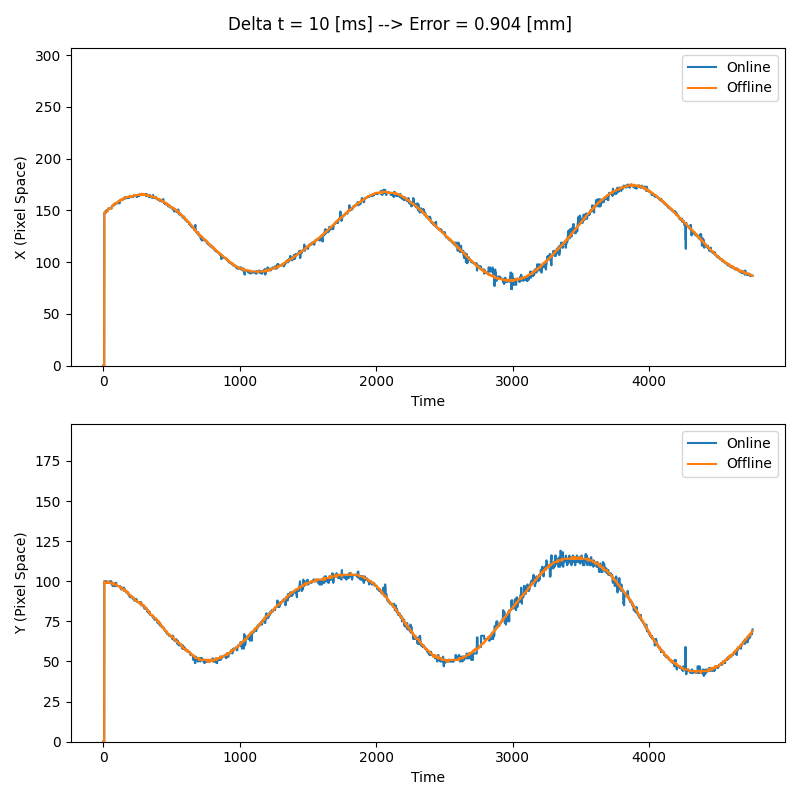 Delta t = 10 [ms] --> Error = 0.904 [mm]
300
250
200
150
100
50
0
X (Pixel Space)
Online
Offline
0 1000 2000 3000 4000
Time
175
150
125
100
75
50
25
0
Y (Pixel Space)
Online
Offline
0 1000 2000 3000 4000
Time